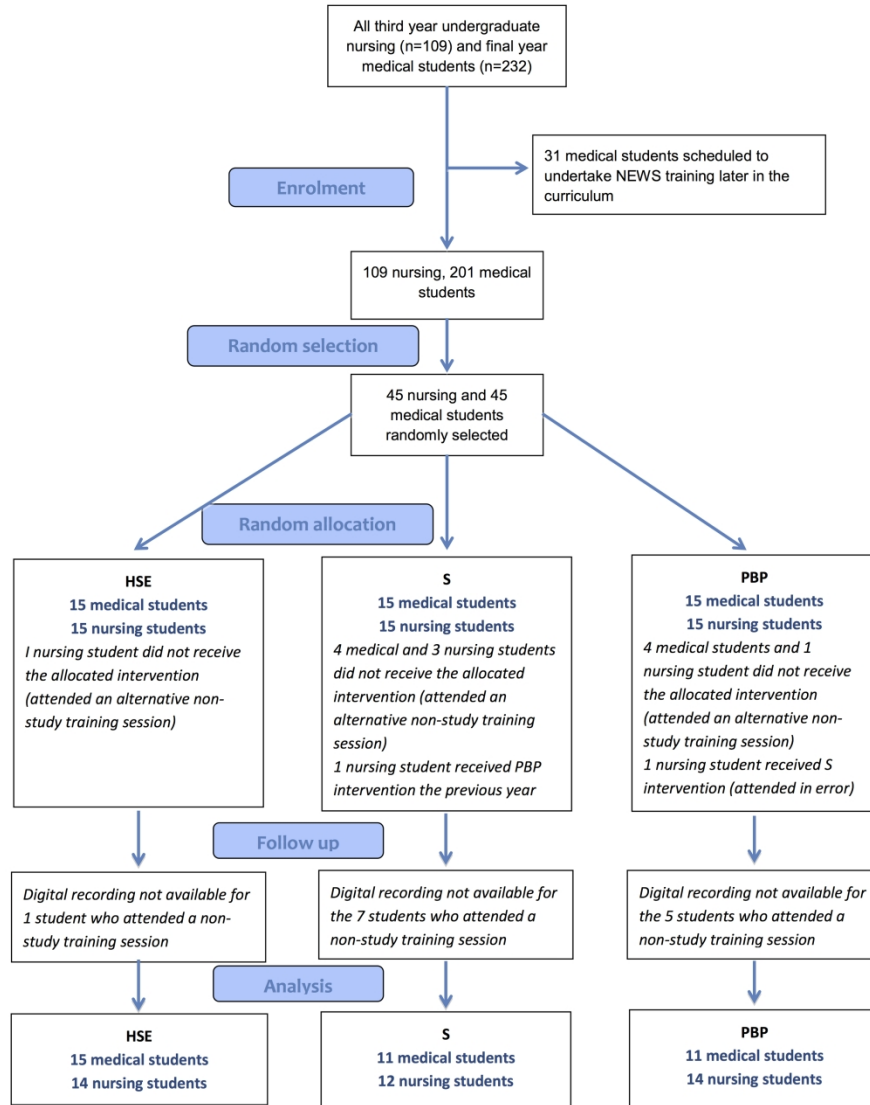 All third year undergraduate
nursing (n=109) and final year
medical students (n=232)
31 medical students scheduled to
undertake NEWS training later in the
curriculum
Enrolment
109 nursing, 201 medical
students
Random selection
45 nursing and 45
medical students
randomly selected
Random allocation
HSE
15 medical students
15 nursing students
I nursing student did not receive
the allocated intervention
(attended an alternative non-
study training session)
S
15 medical students
15 nursing students
4 medical and 3 nursing students
did not receive the allocated
intervention (attended an
alternative non-study training
session)
1 nursing student received PBP
intervention the previous year
PBP
15 medical students
15 nursing students
4 medical students and 1
nursing student did not receive
the allocated intervention
(attended an alternative non-
study training session)
1 nursing student received S
intervention (attended in error)
Follow up
Digital recording not available for
1 student who attended a non-
study training session
Digital recording not available for
the 7 students who attended a
non-study training session
Digital recording not available for
the 5 students who attended a
non-study training session
Analysis
HSE
15 medical students
14 nursing students
S
11 medical students
12 nursing students
PBP
11 medical students
14 nursing students